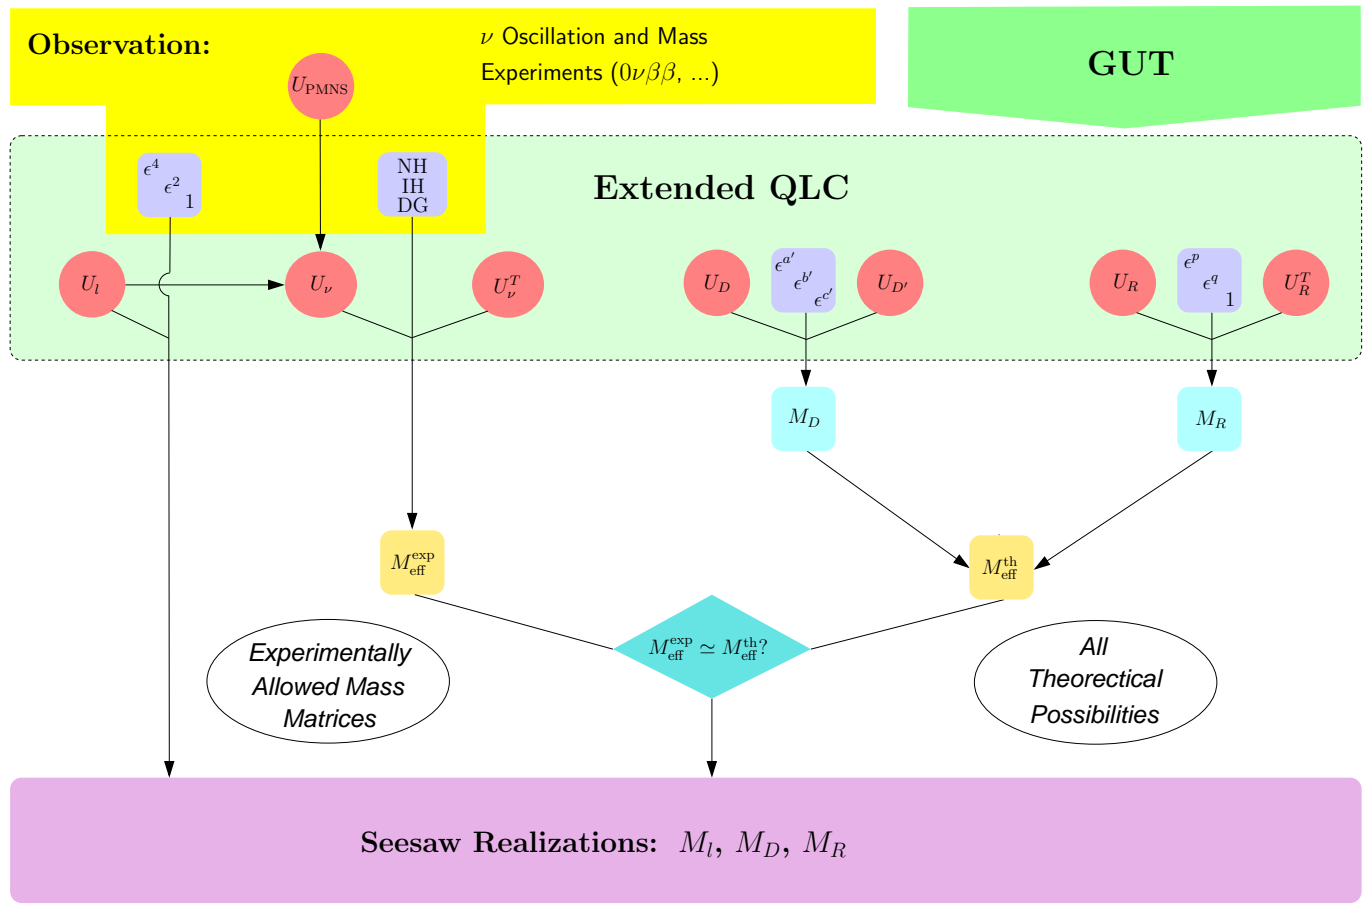 Observation:
ν Oscillation and Mass
Experiments (0νββ, ...)
GUT
U_PMNS
Extended QLC
ϵ^4
ϵ^2
1
NH
IH
DG
U_l
U_ν
U_ν^T
U_D
ϵ^{a′}
ϵ^{b′}
ϵ^{c′}
U_{D′}
U_R
ϵ^p
ϵ^q
1
U_R^T
M_D
M_R
M_eff^exp
M_eff^th
M_eff^exp ≃ M_eff^th?
Experimentally
Allowed Mass
Matrices
All
Theorectical
Possibilities
Seesaw Realizations: M_l, M_D, M_R